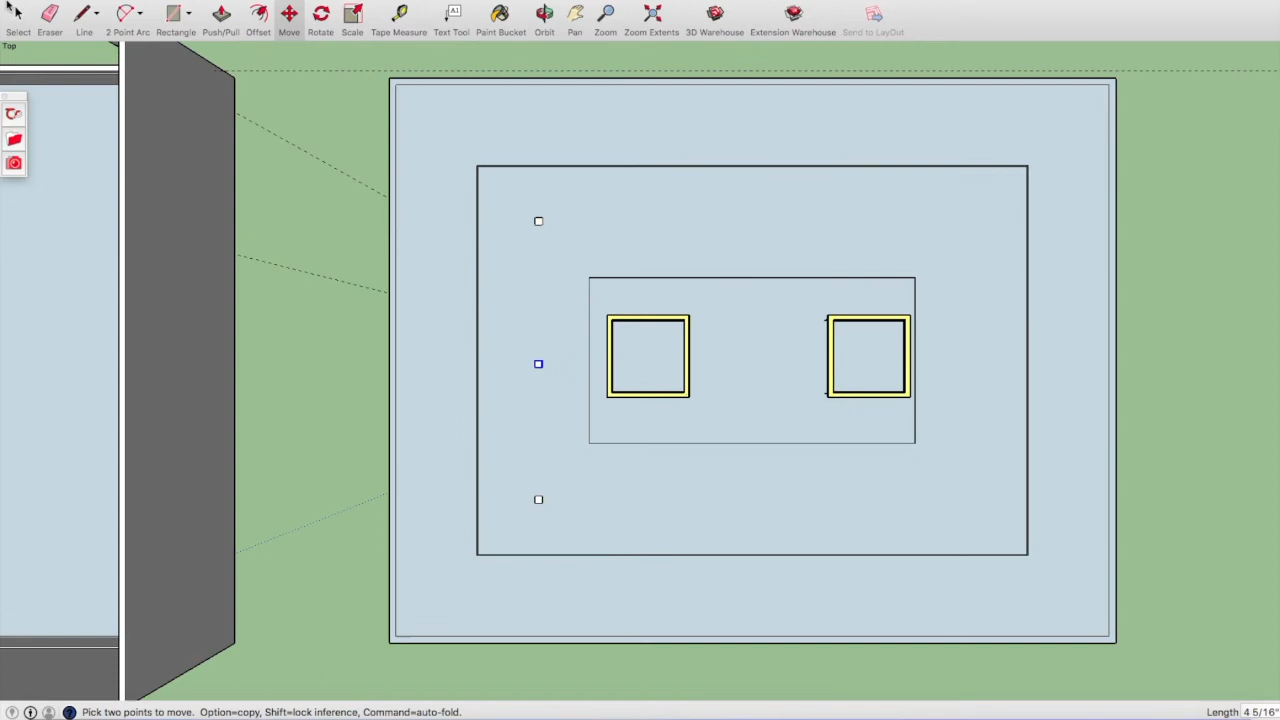 Select Eraser Line 2 Point Arc Rectangle Push/Pull Offset Move Rotate Scale Tape Measure Text Tool Paint Bucket Orbit Pan Zoom Zoom Extents 3D Warehouse Extension Warehouse Send to LayOut
A1
Top
Pick two points to move. Option=copy, Shift=lock inference, Command=auto-fold.
Length 4 5/16"